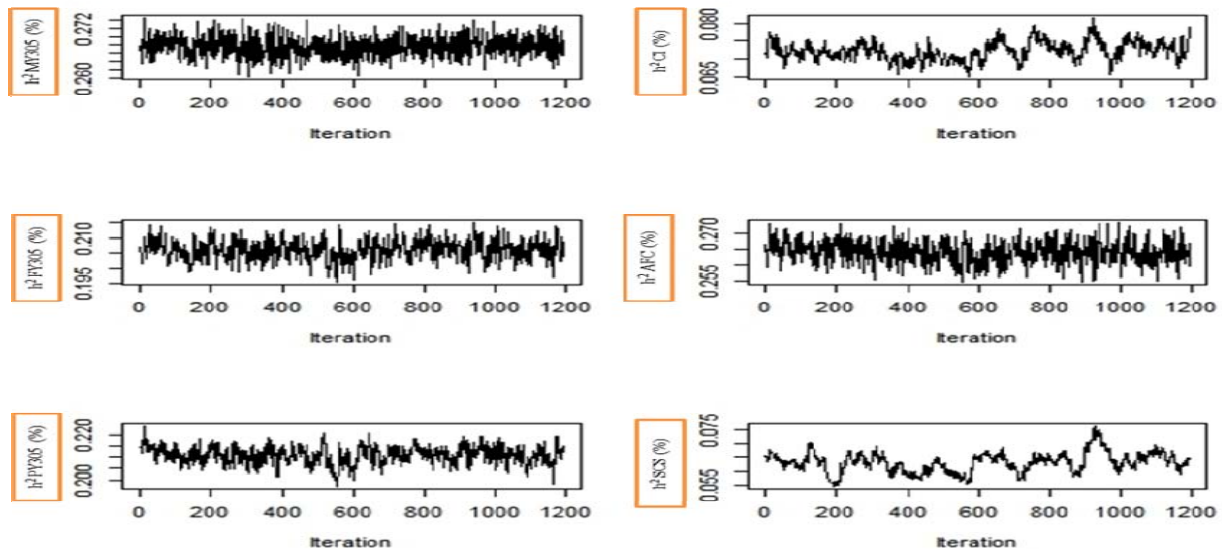 h²MY305 (%)
0.260 0.272
0 200 400 600 800 1000 1200
Iteration
h²CI (%)
0.065 0.080
0 200 400 600 800 1000 1200
Iteration
h²FY305 (%)
0.195 0.210
0 200 400 600 800 1000 1200
Iteration
h²AFC (%)
0.255 0.270
0 200 400 600 800 1000 1200
Iteration
h²PY305 (%)
0.200 0.220
0 200 400 600 800 1000 1200
Iteration
h²SCS (%)
0.055 0.075
0 200 400 600 800 1000 1200
Iteration